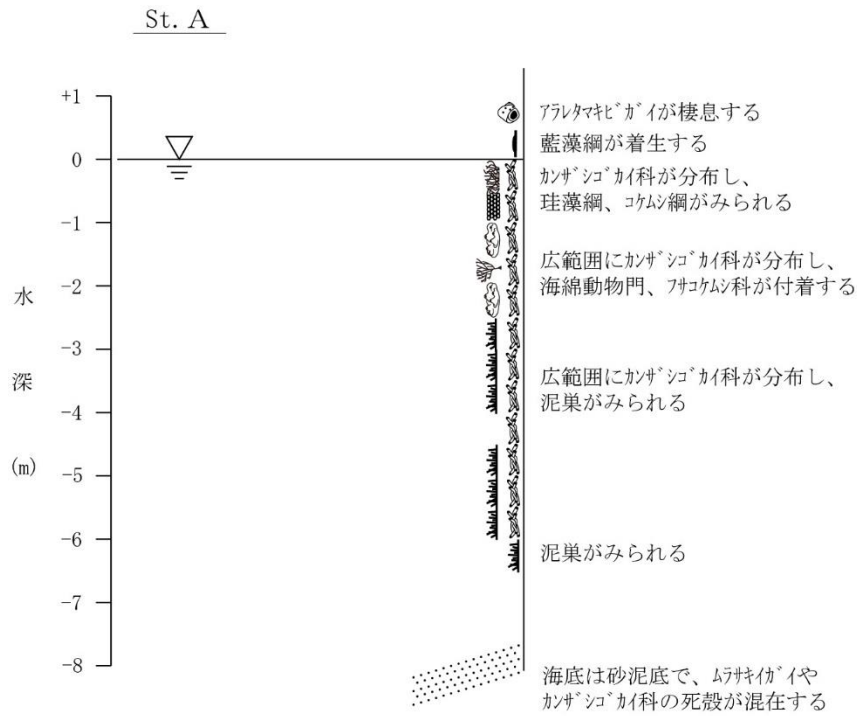 St. A
+1
アラレタマキビガイが棲息する
藍藻綱が着生する
0
カンザシゴカイ科が分布し、
珪藻綱、コケムシ綱がみられる
-1
広範囲にカンザシゴカイ科が分布し、
海綿動物門、フサコケムシ科が付着する
-2
水
-3
深
広範囲にカンザシゴカイ科が分布し、
泥巣がみられる
-4
(m)
-5
-6
泥巣がみられる
-7
-8
海底は砂泥底で、ムラサキイガイや
カンザシゴカイ科の死殻が混在する